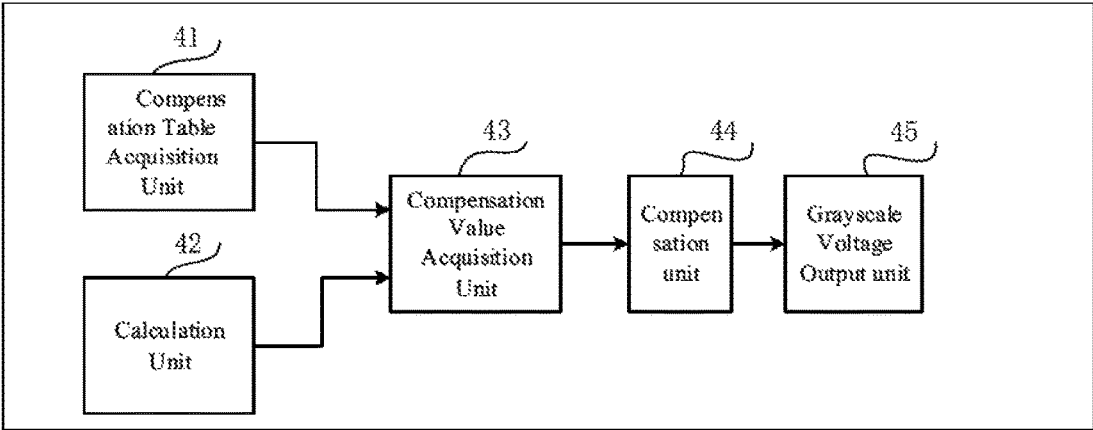 41
Compens
ation Table
Acquisition
Unit
42
Calculation
Unit
43
Compensation
Value
Acquisition
Unit
44
Compen
sation
unit
45
Grayscale
Voltage
Output unit